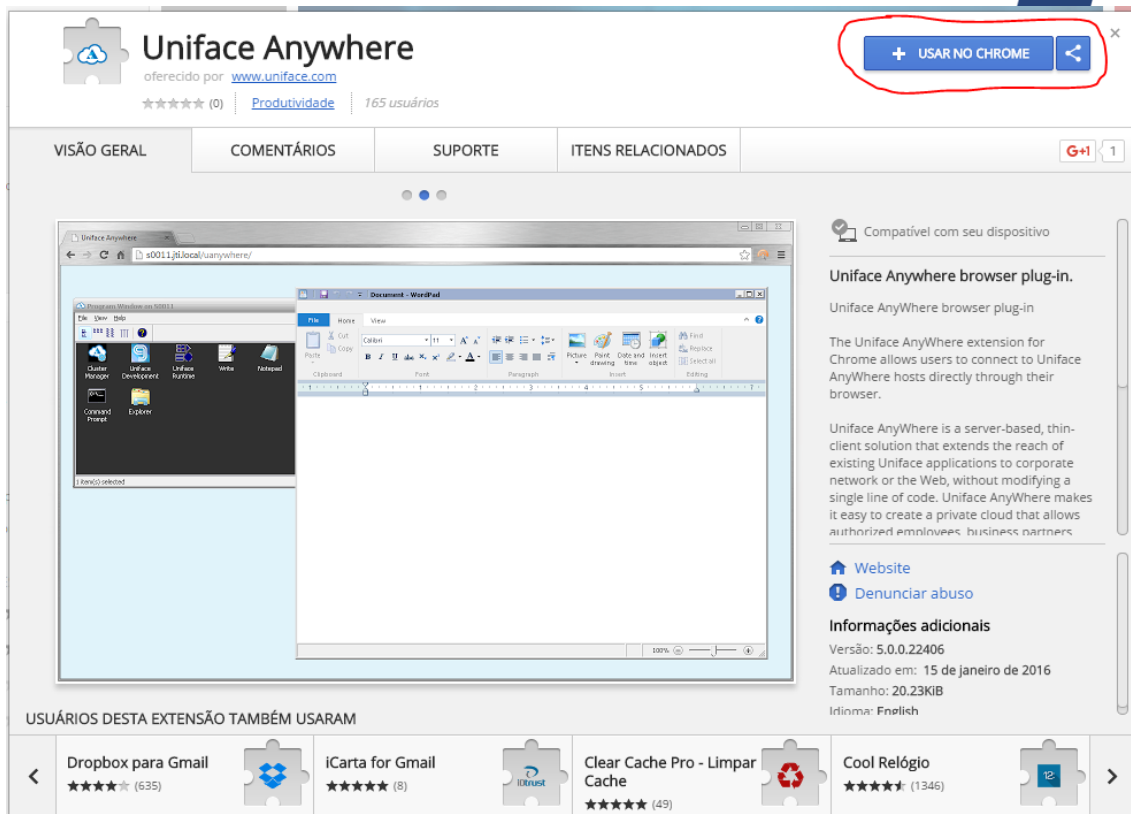 Uniface Anywhere
oferecido por www.uniface.com
(0) Produtividade 165 usuários
+ USAR NO CHROME
VISÃO GERAL COMENTÁRIOS SUPORTE ITENS RELACIONADOS
G+1 1
Uniface Anywhere
s0011.jti.local/uanywhere/
Program Window on S0011
File View Help
Cluster Manager
Uniface Development
Uniface Runtime
Write
Notepad
Command Prompt
Explorer
1 item(s) selected
Document - WordPad
File Home View
Paste
Cut
Copy
Calibri 11
Picture
Paint drawing
Date and time
Insert object
Find
Replace
Select all
Clipboard Font Paragraph Insert Editing
100%
Compatível com seu dispositivo
Uniface Anywhere browser plug-in.
Uniface AnyWhere browser plug-in
The Uniface AnyWhere extension for
Chrome allows users to connect to Uniface
AnyWhere hosts directly through their
browser.
Uniface AnyWhere is a server-based, thin-
client solution that extends the reach of
existing Uniface applications to corporate
network or the Web, without modifying a
single line of code. Uniface AnyWhere makes
it easy to create a private cloud that allows
authorized employees, business partners
Website
Denunciar abuso
Informações adicionais
Versão: 5.0.0.22406
Atualizado em: 15 de janeiro de 2016
Tamanho: 20.23KiB
Idioma: English
USUÁRIOS DESTA EXTENSÃO TAMBÉM USARAM
Dropbox para Gmail
(635)
iCarta for Gmail
(8)
IDtrust
Clear Cache Pro - Limpar
Cache
(49)
Cool Relógio
(1346)
12